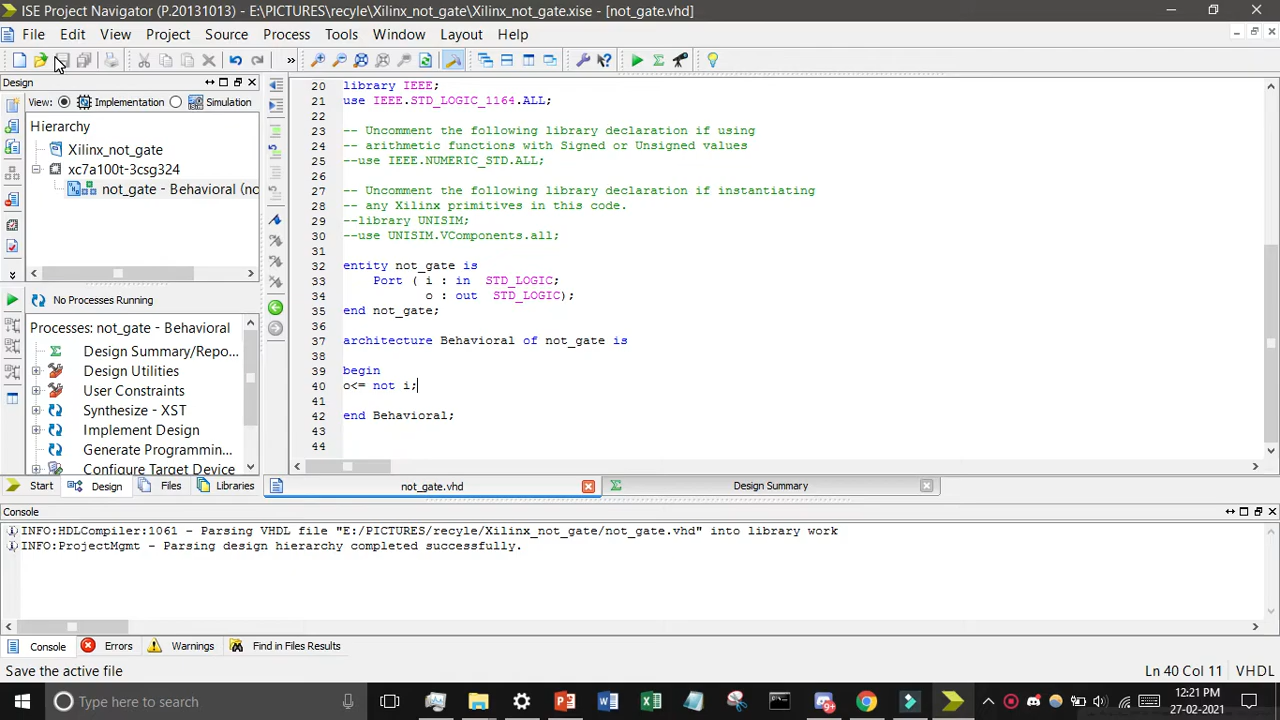 ISE Project Navigator (P.20131013) - E:\PICTURES\recyle\Xilinx_not_gate\Xilinx_not_gate.xise - [not_gate.vhd]
File Edit View Project Source Process Tools Window Layout Help
Design
View: Implementation Simulation
Hierarchy
Xilinx_not_gate
xc7a100t-3csg324
not_gate - Behavioral (no
No Processes Running
Processes: not_gate - Behavioral
Design Summary/Repo...
Design Utilities
User Constraints
Synthesize - XST
Implement Design
Generate Programmin...
Configure Target Device
Start Design Files Libraries
20 library IEEE;
21 use IEEE.STD_LOGIC_1164.ALL;
22
23 -- Uncomment the following library declaration if using
24 -- arithmetic functions with Signed or Unsigned values
25 --use IEEE.NUMERIC_STD.ALL;
26
27 -- Uncomment the following library declaration if instantiating
28 -- any Xilinx primitives in this code.
29 --library UNISIM;
30 --use UNISIM.VComponents.all;
31
32 entity not_gate is
33 Port ( i : in STD_LOGIC;
34 o : out STD_LOGIC);
35 end not_gate;
36
37 architecture Behavioral of not_gate is
38
39 begin
40 o<= not i;
41
42 end Behavioral;
43
44
not_gate.vhd Design Summary
Console
INFO:HDLCompiler:1061 - Parsing VHDL file "E:/PICTURES/recyle/Xilinx_not_gate/not_gate.vhd" into library work
INFO:ProjectMgmt - Parsing design hierarchy completed successfully.
Console Errors Warnings Find in Files Results
Save the active file
Ln 40 Col 11 VHDL
Type here to search
12:21 PM
27-02-2021